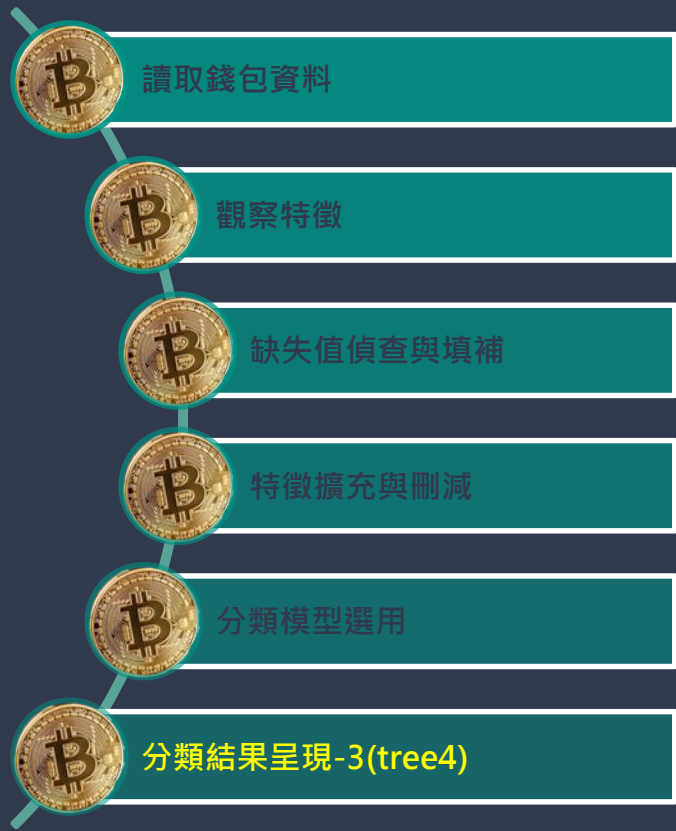 讀取錢包資料
觀察特徵
缺失值偵查與填補
特徵擴充與刪減
分類模型選用
分類結果呈現-3(tree4)